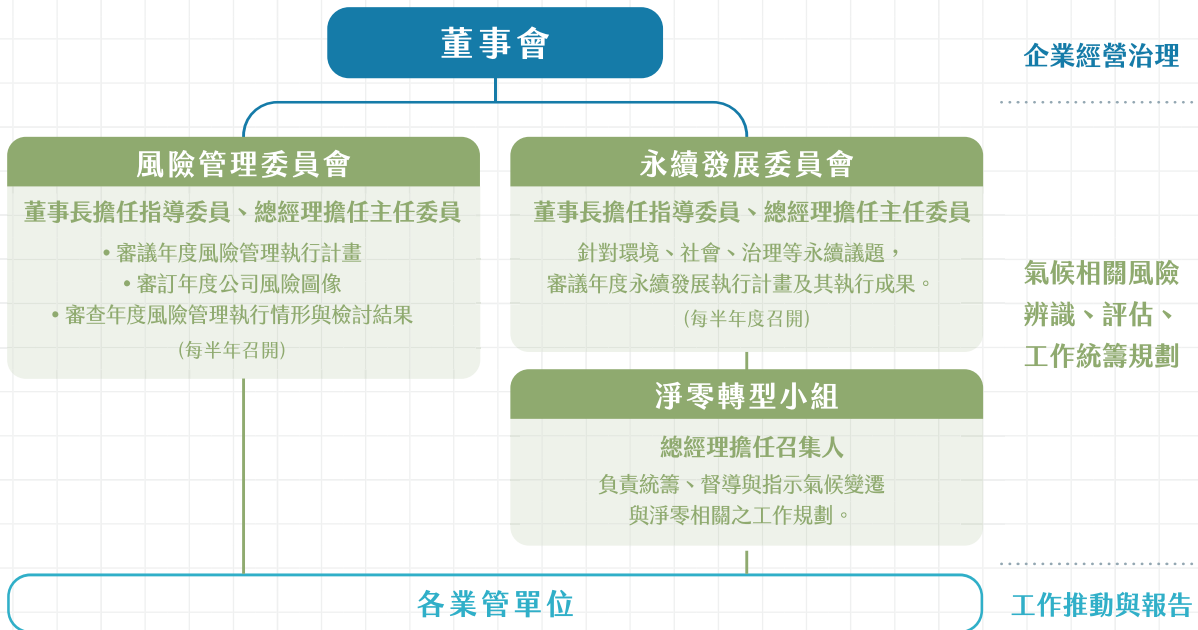 董事會
企業經營治理
風險管理委員會
董事長擔任指導委員、總經理擔任主任委員
•審議年度風險管理執行計畫
•審訂年度公司風險圖像
•審查年度風險管理執行情形與檢討結果
(每半年召開)
永續發展委員會
董事長擔任指導委員、總經理擔任主任委員
針對環境、社會、治理等永續議題，
審議年度永續發展執行計畫及其執行成果。
(每半年度召開)
淨零轉型小組
總經理擔任召集人
負責統籌、督導與指示氣候變遷
與淨零相關之工作規劃。
氣候相關風險
辨識、評估、
工作統籌規劃
各業管單位
工作推動與報告